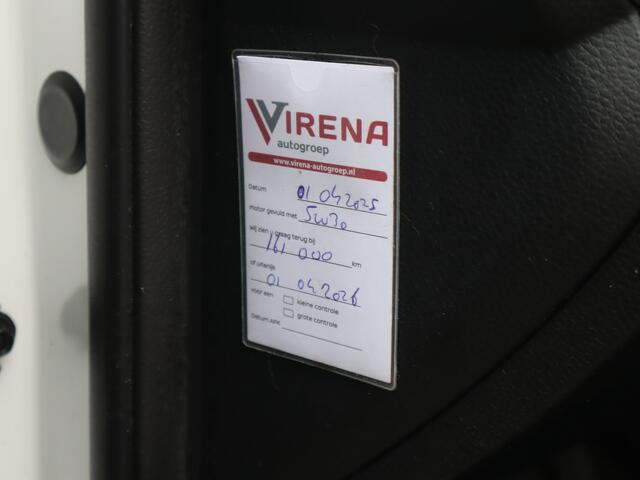 VIRENA
autogroep
www.virena-autogroep.nl
Datum 01 04 2025
motor gevuld met 5w30
Wij zien u graag terug bij
161 000 km
of uiterlijk
01 04 2026
voor een: kleine controle
grote controle
Datum APK: